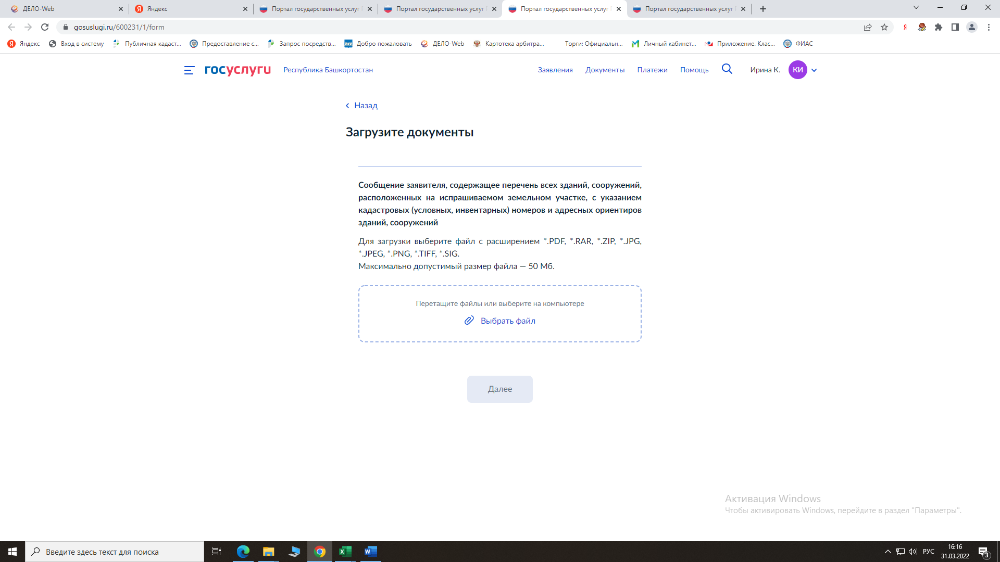 ДЕЛО-Web
Яндекс
Портал государственных услуг
Портал государственных услуг
Портал государственных услуг
Портал государственных услуг
gosuslugi.ru/600231/1/form
Я
Яндекс
Вход в систему
Публичная кадаст...
Предоставление с...
Запрос посредств...
Добро пожаловать
ДЕЛО-Web
Картотека арбитра...
Торги: Официальн...
Личный кабинет...
Приложение. Клас...
ФИАС
госуслуги
Республика Башкортостан
Заявления
Документы
Платежи
Помощь
Ирина К.
КИ
Назад
Загрузите документы
Сообщение заявителя, содержащее перечень всех зданий, сооружений,
расположенных на испрашиваемом земельном участке, с указанием
кадастровых (условных, инвентарных) номеров и адресных ориентиров
зданий, сооружений
Для загрузки выберите файл с расширением *.PDF, *.RAR, *.ZIP, *.JPG,
*.JPEG, *.PNG, *.TIFF, *.SIG.
Максимально допустимый размер файла — 50 Мб.
Перетащите файлы или выберите на компьютере
Выбрать файл
Далее
Активация Windows
Чтобы активировать Windows, перейдите в раздел "Параметры".
Введите здесь текст для поиска
РУС
16:16
31.03.2022
3